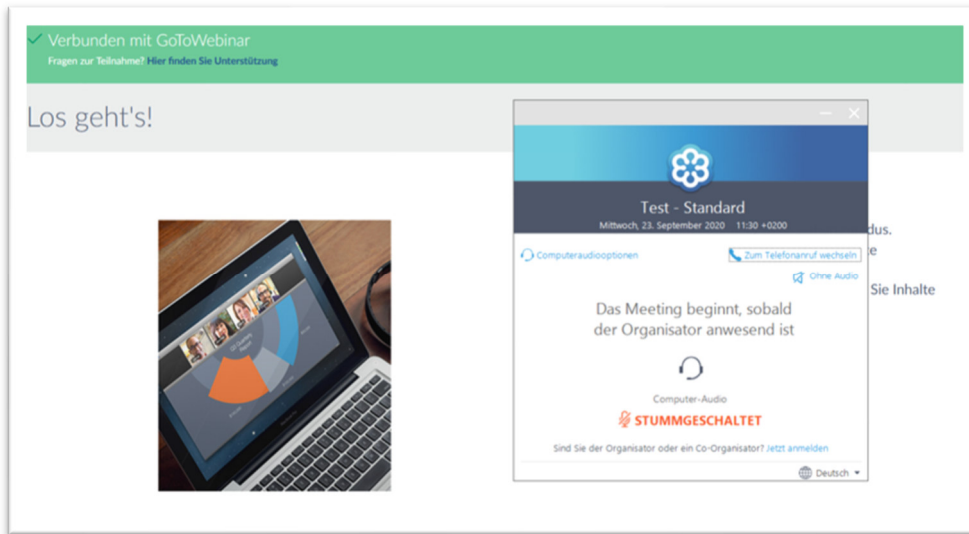 Verbunden mit GoToWebinar
Fragen zur Teilnahme? Hier finden Sie Unterstützung
Los geht's!
Test - Standard
Mittwoch, 23. September 2020 11:30 +0200
Computeraudiooptionen
Zum Telefonanruf wechseln
Ohne Audio
Das Meeting beginnt, sobald
der Organisator anwesend ist
Computer-Audio
STUMMGESCHALTET
Sind Sie der Organisator oder ein Co-Organisator? Jetzt anmelden
Deutsch
dus.
Sie Inhalte